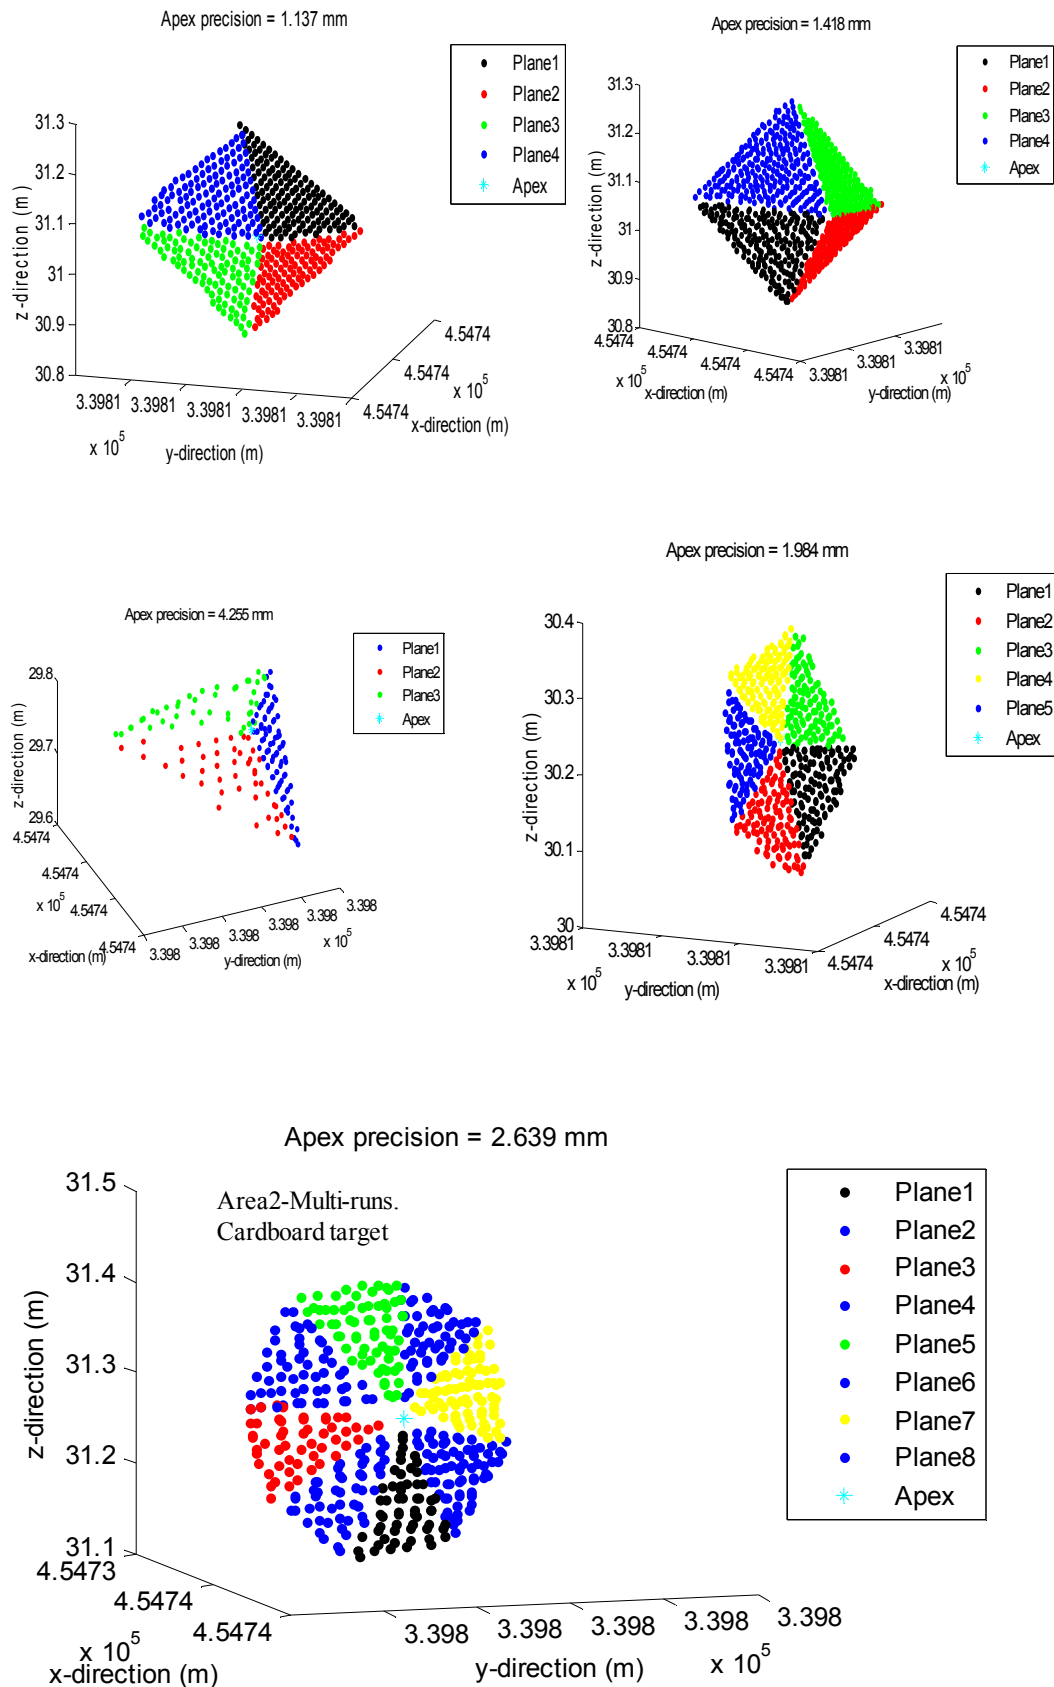 Apex precision = 1.137 mm
Plane1
Plane2
Plane3
Plane4
Apex
31.3
31.2
31.1
31
30.9
30.8
z-direction (m)
3.3981 3.3981 3.3981 3.3981 3.3981
x 10^5
y-direction (m)
4.5474
4.5474
4.5474
x 10^5
x-direction (m)
Apex precision = 1.418 mm
Plane1
Plane2
Plane3
Plane4
Apex
31.3
31.2
31.1
31
30.9
30.8
z-direction (m)
4.5474
4.5474
4.5474
4.5474
x 10^5
x-direction (m)
3.3981
3.3981
3.3981
x 10^5
y-direction (m)
Apex precision = 4.255 mm
Plane1
Plane2
Plane3
Apex
29.8
29.7
29.6
z-direction (m)
4.5474
4.5474
4.5474
4.5474
x 10^5
x-direction (m)
3.398 3.398 3.398 3.398 3.398 3.398
x 10^5
y-direction (m)
Apex precision = 1.984 mm
Plane1
Plane2
Plane3
Plane4
Plane5
Apex
30.4
30.3
30.2
30.1
30
z-direction (m)
3.3981 3.3981 3.3981 3.3981
x 10^5
y-direction (m)
4.5474
4.5474
4.5474
x 10^5
x-direction (m)
Apex precision = 2.639 mm
Area2-Multi-runs.
Cardboard target
Plane1
Plane2
Plane3
Plane4
Plane5
Plane6
Plane7
Plane8
Apex
31.5
31.4
31.3
31.2
31.1
z-direction (m)
4.5473
4.5474
4.5474
x 10^5
x-direction (m)
3.398 3.398 3.398 3.398 3.398
x 10^5
y-direction (m)